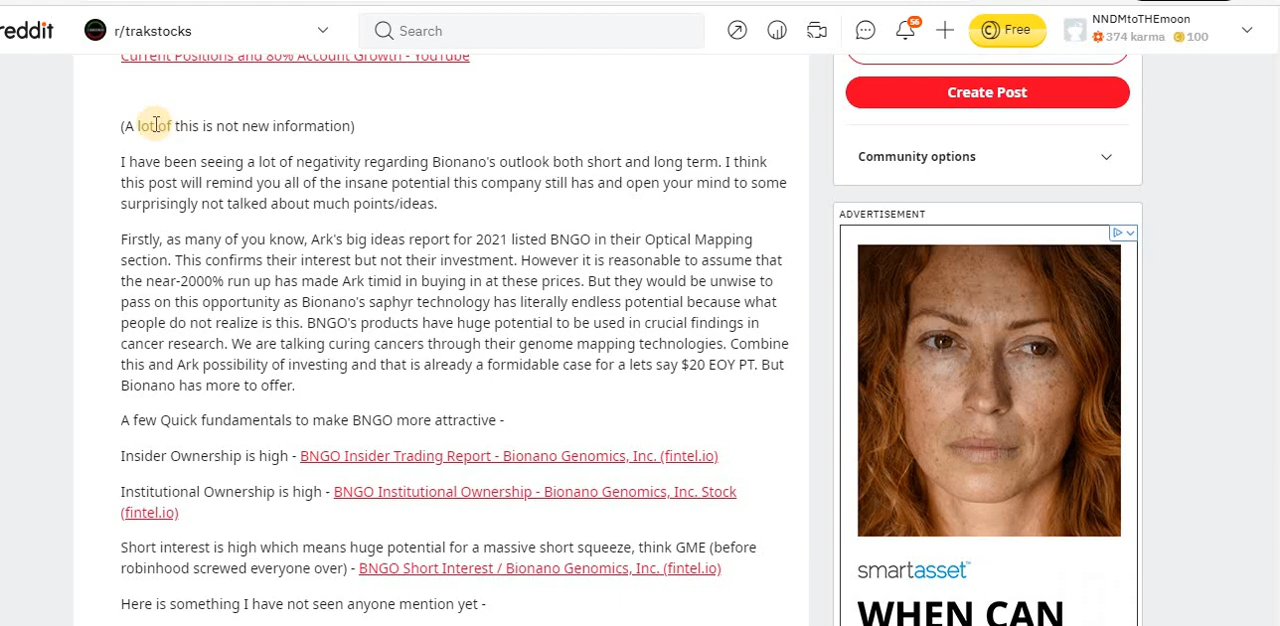 reddit
r/trakstocks
Search
56
Free
NNDMtoTHEmoon
374 karma
100
Current Positions and 80% Account Growth - YouTube
Create Post
(A lot of this is not new information)
Community options
I have been seeing a lot of negativity regarding Bionano's outlook both short and long term. I think
this post will remind you all of the insane potential this company still has and open your mind to some
surprisingly not talked about much points/ideas.
ADVERTISEMENT
Firstly, as many of you know, Ark's big ideas report for 2021 listed BNGO in their Optical Mapping
section. This confirms their interest but not their investment. However it is reasonable to assume that
the near-2000% run up has made Ark timid in buying in at these prices. But they would be unwise to
pass on this opportunity as Bionano's saphyr technology has literally endless potential because what
people do not realize is this. BNGO's products have huge potential to be used in crucial findings in
cancer research. We are talking curing cancers through their genome mapping technologies. Combine
this and Ark possibility of investing and that is already a formidable case for a lets say $20 EOY PT. But
Bionano has more to offer.
A few Quick fundamentals to make BNGO more attractive -
Insider Ownership is high - BNGO Insider Trading Report - Bionano Genomics, Inc. (fintel.io)
Institutional Ownership is high - BNGO Institutional Ownership - Bionano Genomics, Inc. Stock
(fintel.io)
Short interest is high which means huge potential for a massive short squeeze, think GME (before
robinhood screwed everyone over) - BNGO Short Interest / Bionano Genomics, Inc. (fintel.io)
Here is something I have not seen anyone mention yet -
smartasset
WHEN CAN